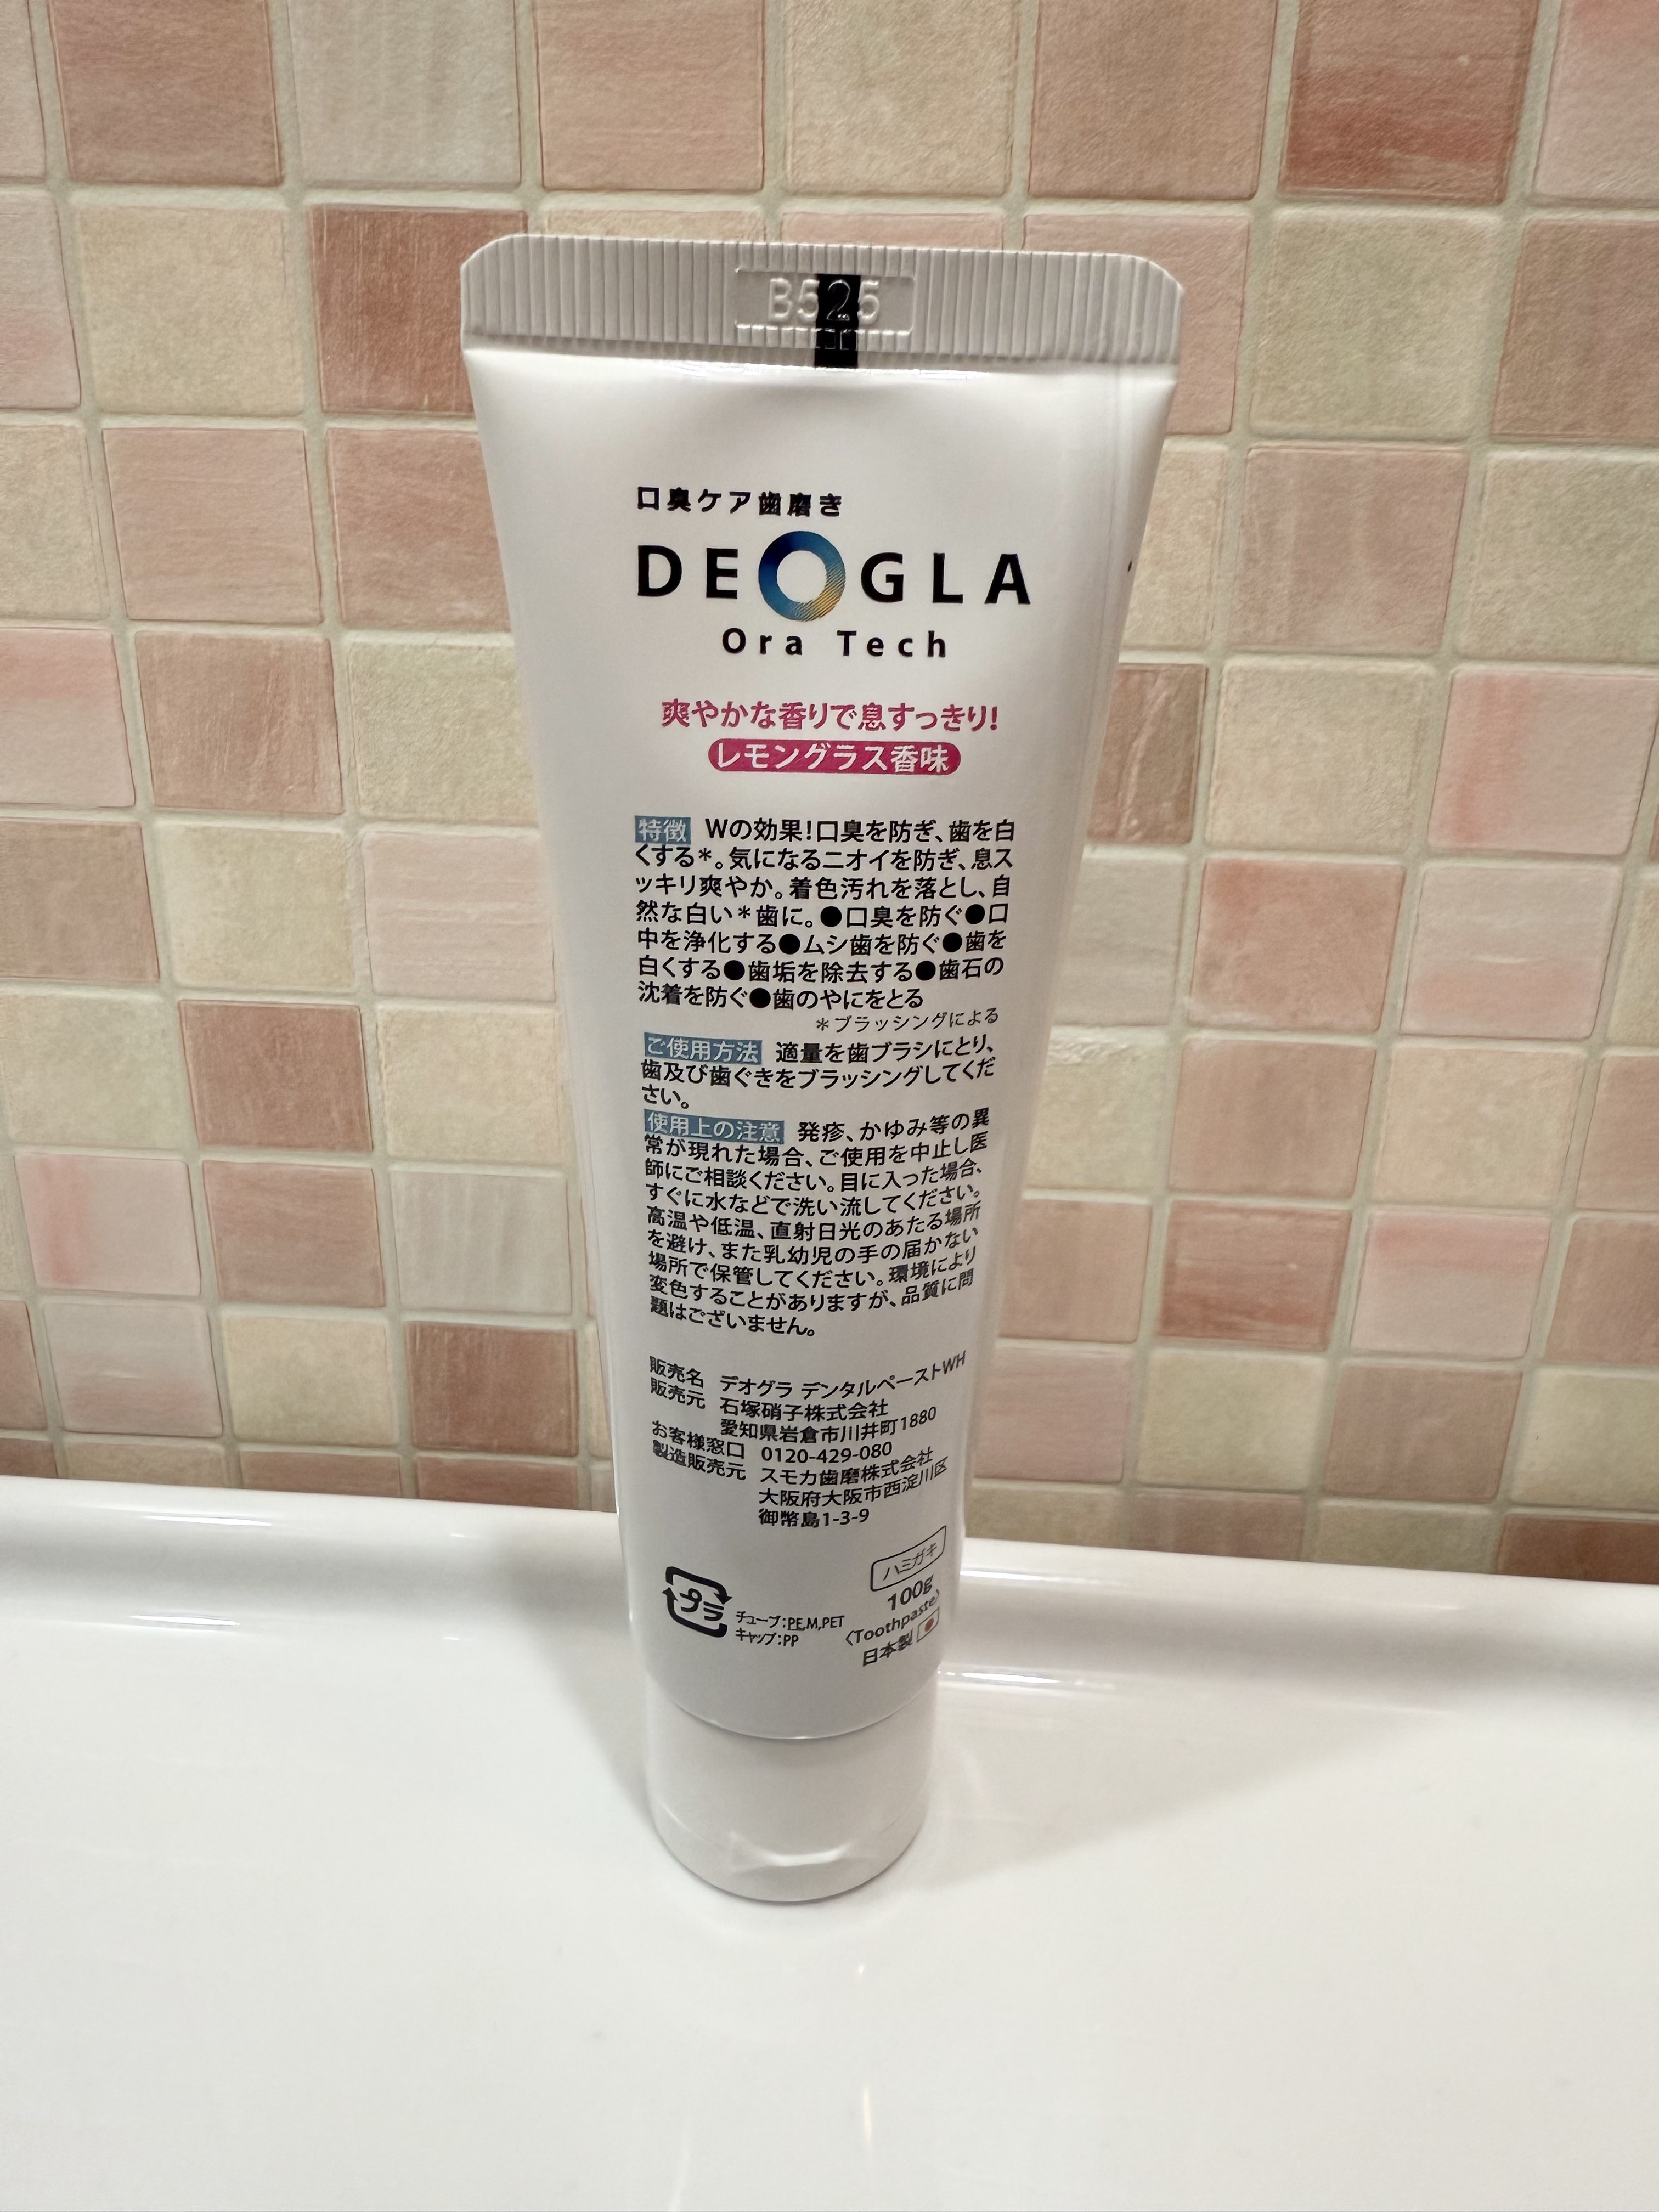 B525
口臭ケア歯磨き
DEOGLA
Ora Tech
爽やかな香りで息すっきり!
レモングラス香味
特徴 Wの効果!口臭を防ぎ、歯を白
くする*。気になるニオイを防ぎ、息ス
ッキリ爽やか。着色汚れを落とし、自
然な白い*歯に。●口臭を防ぐ●口
中を浄化する●ムシ歯を防ぐ●歯を
白くする●歯垢を除去する●歯石の
沈着を防ぐ●歯のやにをとる
*ブラッシングによる
ご使用方法 適量を歯ブラシにとり、
歯及び歯ぐきをブラッシングしてくだ
さい。
使用上の注意 発疹、かゆみ等の異
常が現れた場合、ご使用を中止し医
師にご相談ください。目に入った場合、
すぐに水などで洗い流してください。
高温や低温、直射日光のあたる場所
を避け、また乳幼児の手の届かない
場所で保管してください。環境により
変色することがありますが、品質に問
題はございません。
販売名 デオグラ デンタルペーストWH
販売元 石塚硝子株式会社
愛知県岩倉市川井町1880
お客様窓口 0120-429-080
製造販売元 スモカ歯磨株式会社
大阪府大阪市西淀川区
御幣島1-3-9
プラ
チューブ:PE,M,PET
キャップ:PP
ハミガキ
100g
〈Toothpaste〉
日本製